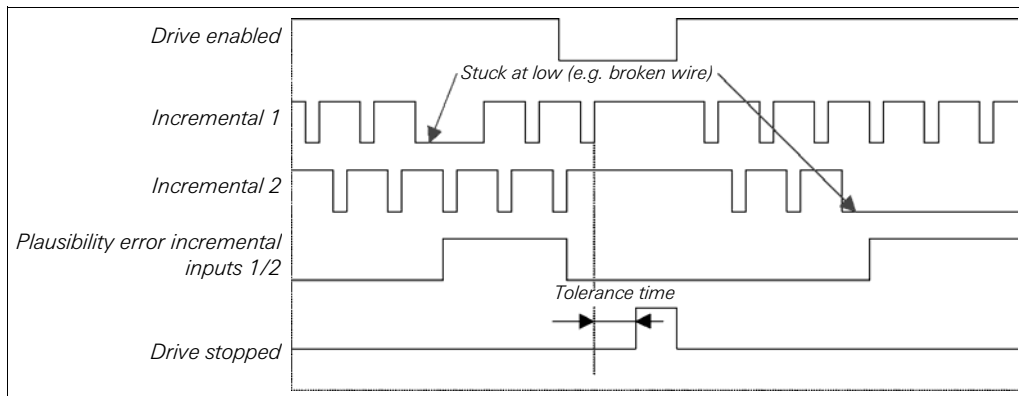 Drive enabled
Stuck at low (e.g. broken wire)
Incremental 1
Incremental 2
Plausibility error incremental
inputs 1/2
Tolerance time
Drive stopped